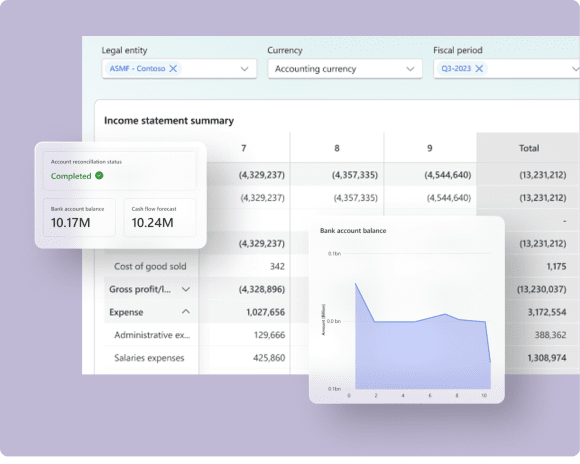 Legal entity Currency Fiscal period
ASMF - Contoso Accounting currency Q3-2023
Income statement summary
7 8 9 Total
(4,329,237) (4,357,335) (4,544,640) (13,231,212)
(4,329,237) (4,357,335) (4,544,640) (13,231,212)
-
(4,329,237) (13,231,212)
Cost of good sold 342 1,175
Gross profit/l... (4,328,896) (13,230,037)
Expense 1,027,656 3,172,554
Administrative ex... 129,666 388,362
Salaries expenses 425,860 1,308,974
Account reconcillation status
Completed
Bank account balance Cash flow forecast
10.17M 10.24M
Bank account balance
0.1bn
0.0 bn
0.1bn
Amount (Billion)
0 2 4 6 8 10